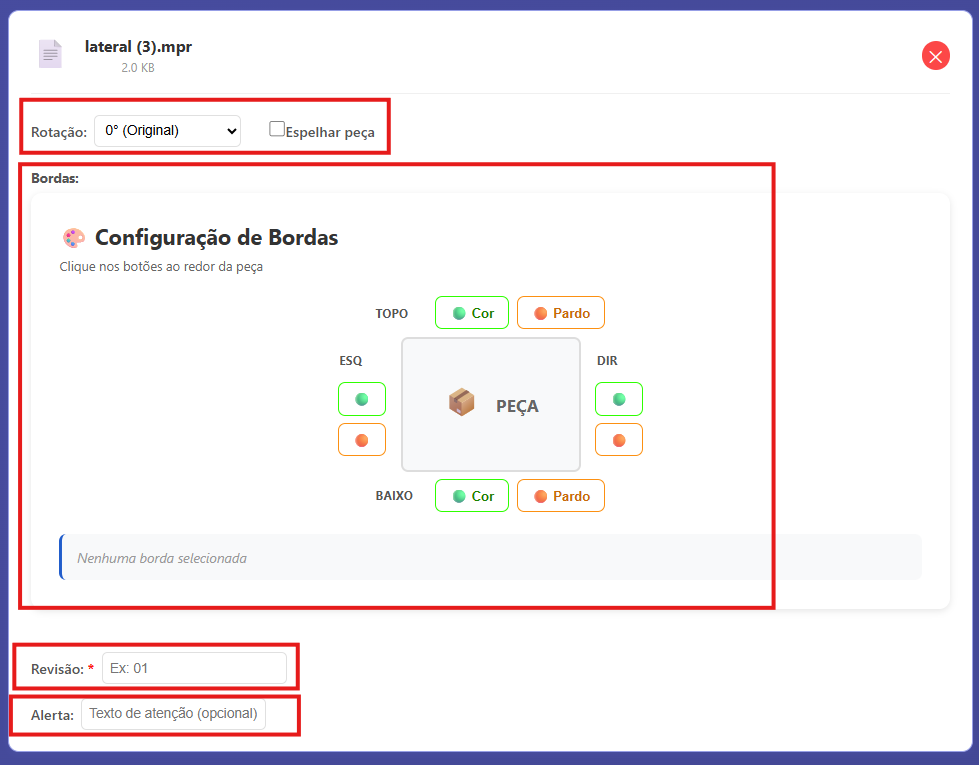 lateral (3).mpr
2.0 KB
Rotação: 0° (Original) Espelhar peça
Bordas:
Configuração de Bordas
Clique nos botões ao redor da peça
TOPO Cor Pardo
ESQ DIR
PEÇA
BAIXO Cor Pardo
Nenhuma borda selecionada
Revisão: * Ex: 01
Alerta: Texto de atenção (opcional)